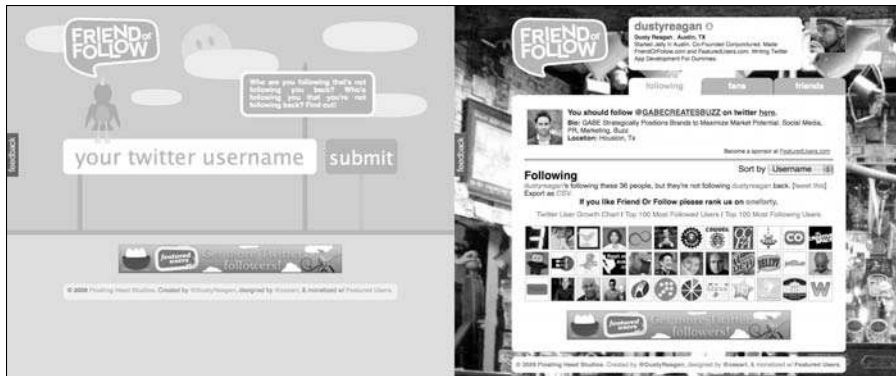 FRIEND or
FOLLOW
Who are you following that's not
following you back? Who's
following you that you're not
following back? Find out!
feedback
your twitter username
submit
featured
users
Get more Twitter
followers!
© 2009 Floating Head Studios. Created by @DustyReagan, designed by
& monetized w/ Featured Users.
FRIEND or
FOLLOW
dustyreagan
Dusty Reagan Austin, TX
Started Jelly in Austin. Co-Founded Conjunctured. Made
FriendOrFollow.com and FeaturedUsers.com. Writing Twitter
App Development For Dummies.
following
fans
friends
feedback
You should follow @GABECREATESBUZZ on twitter here.
Bio: GABE Strategically Positions Brands to Maximize Market Potential. Social Media,
PR, Marketing, Buzz
Location: Houston, Tx
Become a sponsor at FeaturedUsers.com
Sort by Username
Following
dustyreagan's following these 36 people, but they're not following dustyreagan back. [tweet this]
Export as CSV
If you like Friend Or Follow please rank us on oneforty.
Twitter User Growth Chart | Top 100 Most Followed Users | Top 100 Most Following Users
CO
W
featured
users
Get more Twitter
followers!
© 2009 Floating Head Studios. Created by @DustyReagan, designed by
& monetized w/ Featured Users.